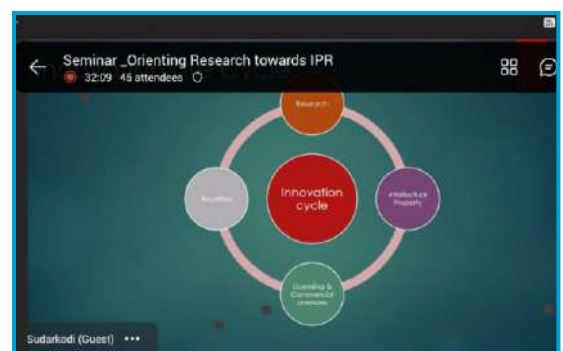 Seminar _Orienting Research towards IPR
32:09 45 attendees
Research
Innovation
cycle
Intellectual
Property
Royalties
Licensing &
Commercial
Sudarkodi (Guest)